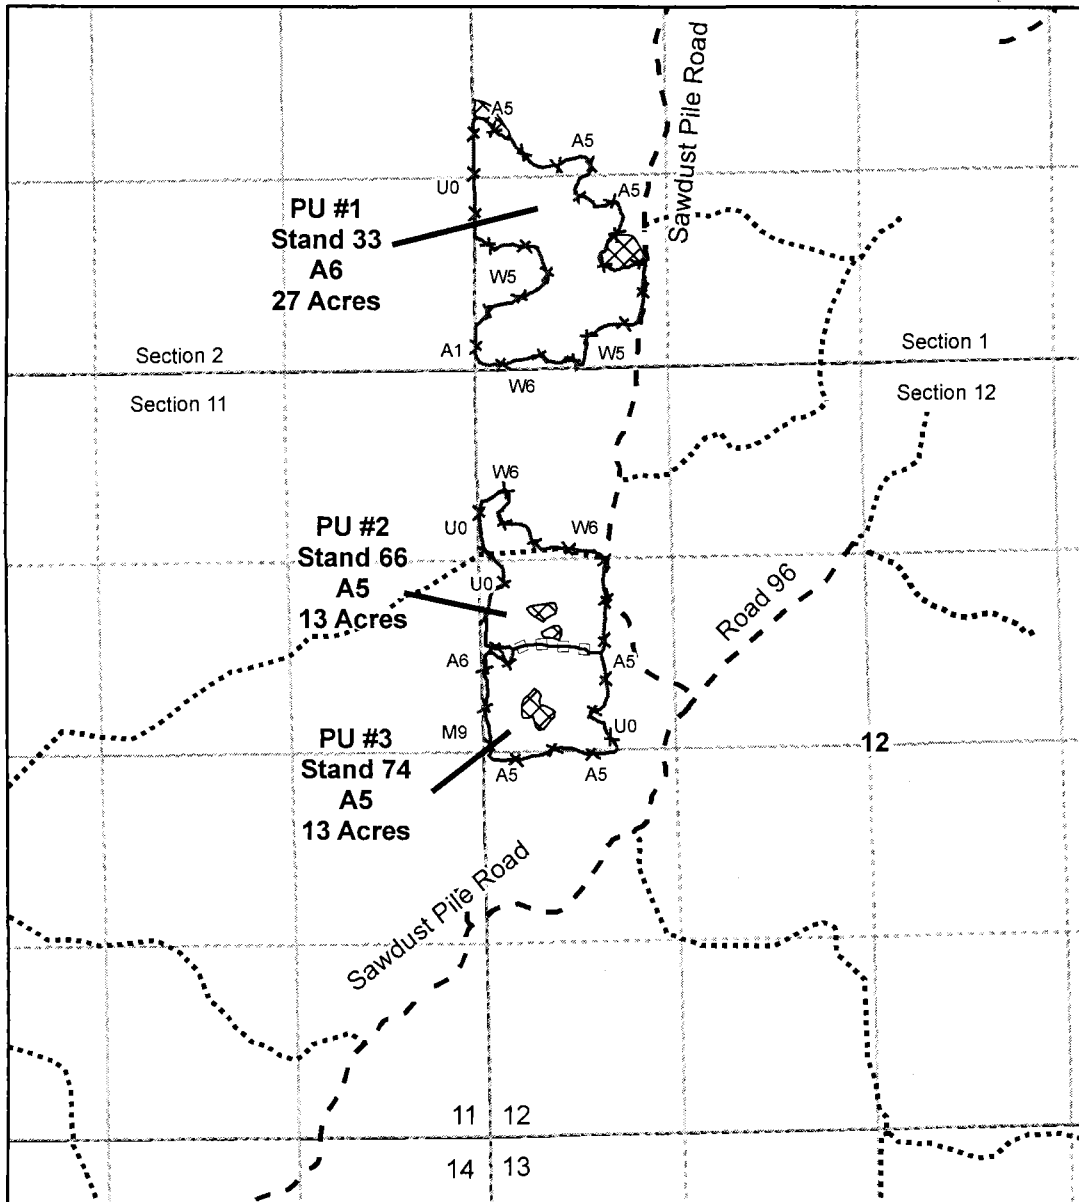 Sawdust Pile Road
A5
A5
U0
A5
PU #1
Stand 33
A6
27 Acres
W5
A1
W5
W6
Section 2
Section 1
Section 11
Section 12
W6
U0
W6
PU #2
Stand 66
A5
13 Acres
U0
Road 96
A6
A5
M9
U0
PU #3
Stand 74
A5
13 Acres
A5
A5
12
Sawdust Pile Road
11 12
14 13